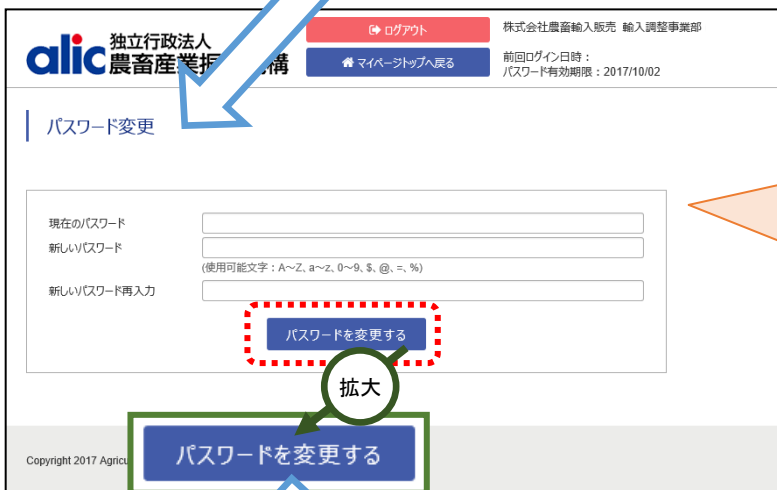 alic 独立行政法人
農畜産業振 構
ログアウト
マイページトップへ戻る
株式会社農畜輸入販売 輸入調整事業部
前回ログイン日時：
パスワード有効期限：2017/10/02
パスワード変更
現在のパスワード
新しいパスワード
(使用可能文字：A～Z、a～z、0～9、$、@、=、%)
新しいパスワード再入力
パスワードを変更する
拡大
パスワードを変更する
Copyright 2017 Agricu